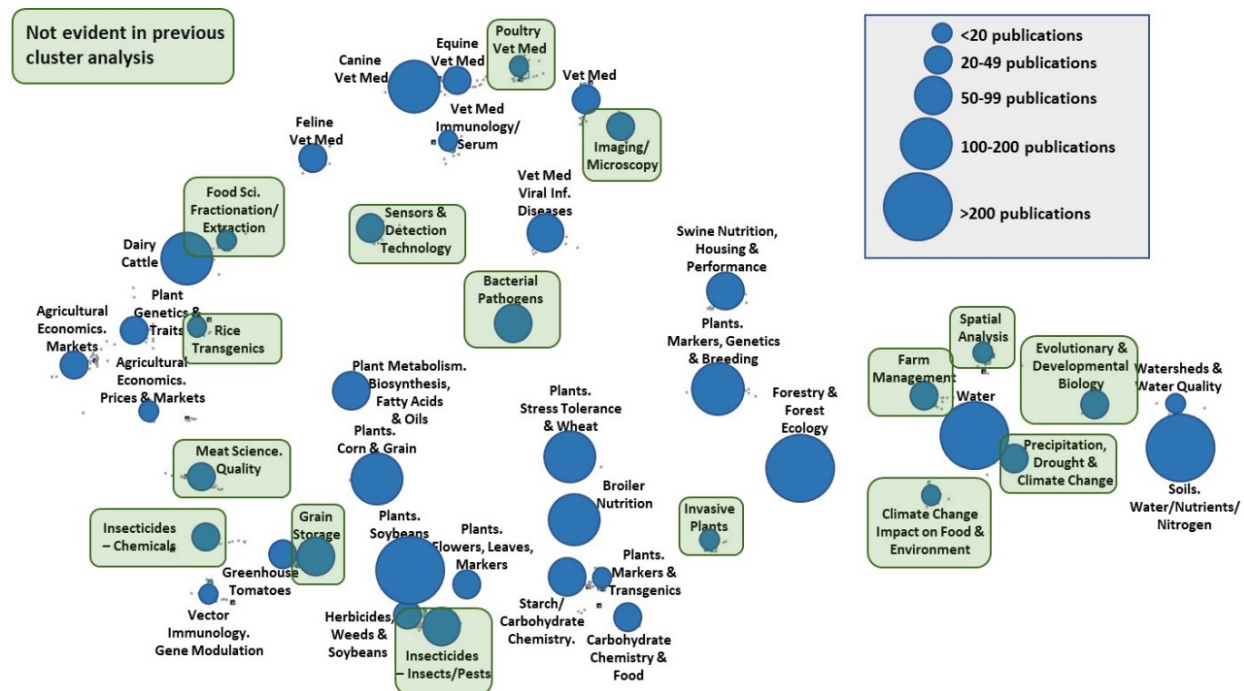 Not evident in previous
cluster analysis
<20 publications
20-49 publications
50-99 publications
100-200 publications
>200 publications
Canine
Vet Med
Equine
Vet Med
Poultry
Vet Med
Vet Med
Vet Med
Immunology/
Serum
Imaging/
Microscopy
Feline
Vet Med
Food Sci.
Fractionation/
Extraction
Sensors &
Detection
Technology
Vet Med
Viral Inf.
Diseases
Dairy
Cattle
Swine Nutrition,
Housing &
Performance
Bacterial
Pathogens
Plant
Genetics &
Traits
Rice
Transgenics
Agricultural
Economics.
Markets
Agricultural
Economics.
Prices & Markets
Plants.
Markers, Genetics
& Breeding
Plant Metabolism.
Biosynthesis,
Fatty Acids
& Oils
Plants.
Stress Tolerance
& Wheat
Forestry &
Forest
Ecology
Spatial
Analysis
Farm
Management
Water
Evolutionary &
Developmental
Biology
Watersheds &
Water Quality
Precipitation,
Drought &
Climate Change
Soils.
Water/Nutrients/
Nitrogen
Climate Change
Impact on Food &
Environment
Meat Science.
Quality
Plants.
Corn & Grain
Broiler
Nutrition
Invasive
Plants
Insecticides
– Chemicals
Grain
Storage
Greenhouse
Tomatoes
Plants.
Soybeans
Plants.
Flowers, Leaves,
Markers
Plants.
Markers &
Transgenics
Starch/
Carbohydrate
Chemistry.
Carbohydrate
Chemistry &
Food
Vector
Immunology.
Gene Modulation
Herbicides,
Weeds &
Soybeans
Insecticides
– Insects/Pests